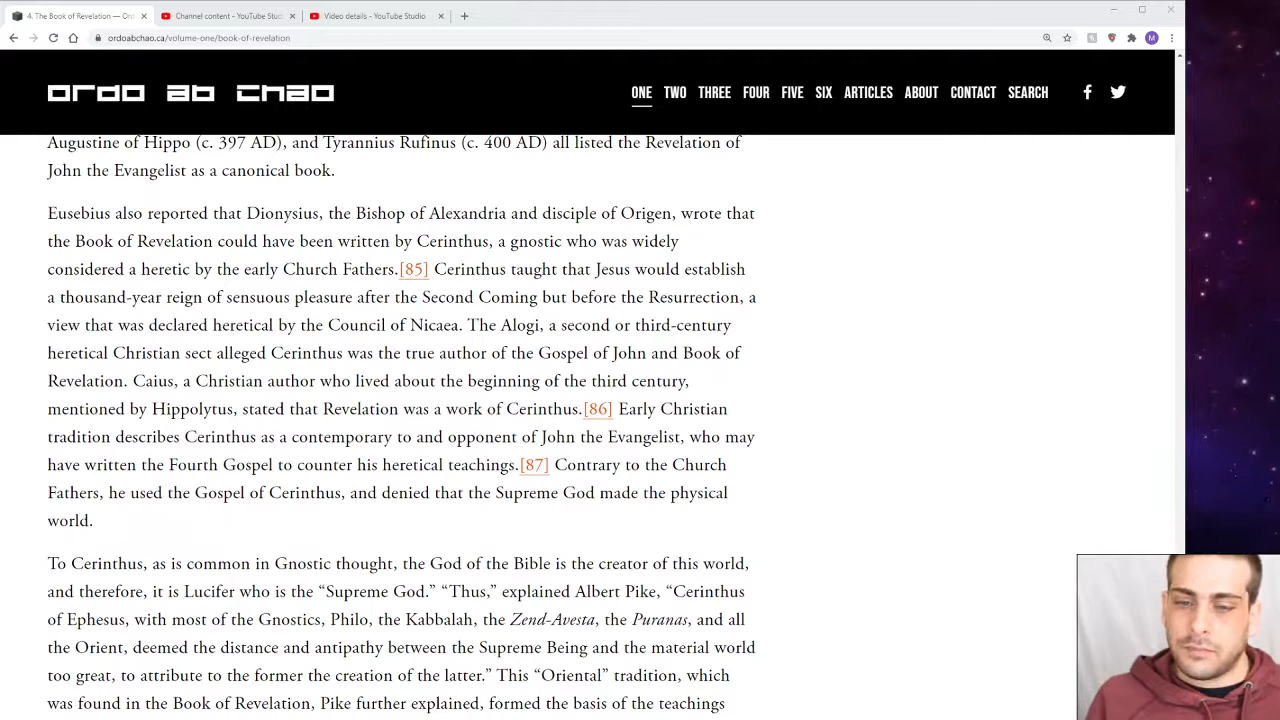 4. The Book of Revelation — Ord
Channel content - YouTube Stud
Video details - YouTube Studio
ordoabchao.ca/volume-one/book-of-revelation
M
ordo ab chao
ONE TWO THREE FOUR FIVE SIX ARTICLES ABOUT CONTACT SEARCH
Augustine of Hippo (c. 397 AD), and Tyrannius Rufinus (c. 400 AD) all listed the Revelation of
John the Evangelist as a canonical book.
Eusebius also reported that Dionysius, the Bishop of Alexandria and disciple of Origen, wrote that
the Book of Revelation could have been written by Cerinthus, a gnostic who was widely
considered a heretic by the early Church Fathers.[85] Cerinthus taught that Jesus would establish
a thousand-year reign of sensuous pleasure after the Second Coming but before the Resurrection, a
view that was declared heretical by the Council of Nicaea. The Alogi, a second or third-century
heretical Christian sect alleged Cerinthus was the true author of the Gospel of John and Book of
Revelation. Caius, a Christian author who lived about the beginning of the third century,
mentioned by Hippolytus, stated that Revelation was a work of Cerinthus.[86] Early Christian
tradition describes Cerinthus as a contemporary to and opponent of John the Evangelist, who may
have written the Fourth Gospel to counter his heretical teachings.[87] Contrary to the Church
Fathers, he used the Gospel of Cerinthus, and denied that the Supreme God made the physical
world.
To Cerinthus, as is common in Gnostic thought, the God of the Bible is the creator of this world,
and therefore, it is Lucifer who is the “Supreme God.” “Thus,” explained Albert Pike, “Cerinthus
of Ephesus, with most of the Gnostics, Philo, the Kabbalah, the Zend-Avesta, the Puranas, and all
the Orient, deemed the distance and antipathy between the Supreme Being and the material world
too great, to attribute to the former the creation of the latter.” This “Oriental” tradition, which
was found in the Book of Revelation, Pike further explained, formed the basis of the teachings